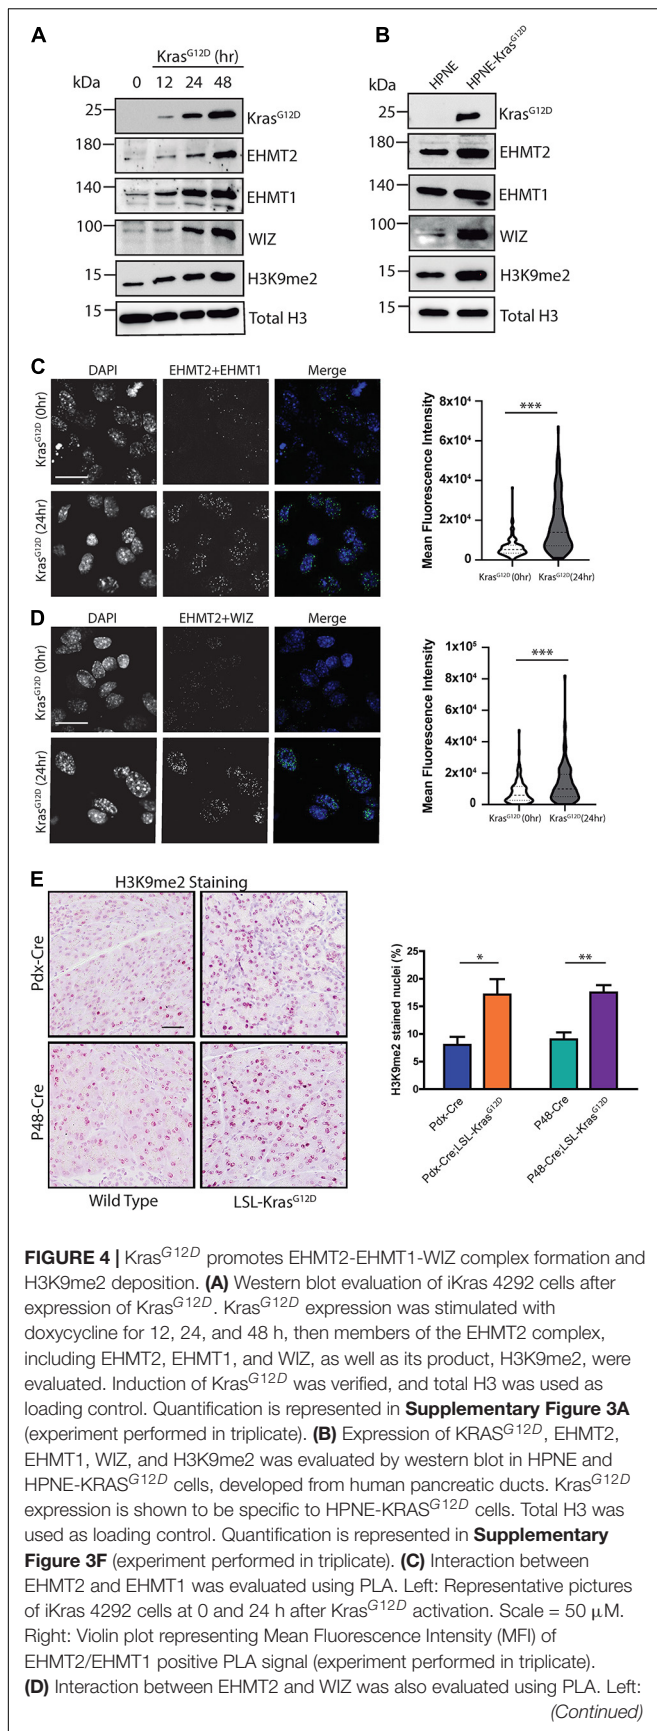 A
Kras^G12D (hr)
kDa 0 12 24 48
25 Kras^G12D
180 EHMT2
140 EHMT1
100 WIZ
15 H3K9me2
15 Total H3
B
kDa HPNE HPNE-Kras^G12D
25 Kras^G12D
180 EHMT2
140 EHMT1
100 WIZ
15 H3K9me2
15 Total H3
C
DAPI EHMT2+EHMT1 Merge
Kras^G12D (0hr)
Kras^G12D (24hr)
Mean Fluorescence Intensity
8x10⁴
6x10⁴
4x10⁴
2x10⁴
0
***
Kras^G12D (0hr) Kras^G12D (24hr)
D
DAPI EHMT2+WIZ Merge
Kras^G12D (0hr)
Kras^G12D (24hr)
Mean Fluorescence Intensity
1x10⁵
8x10⁴
6x10⁴
4x10⁴
2x10⁴
0
***
Kras^G12D (0hr) Kras^G12D (24hr)
E
H3K9me2 Staining
Pdx-Cre
P48-Cre
Wild Type LSL-Kras^G12D
H3K9me2 stained nuclei (%)
25
20
15
10
5
0
* **
Pdx-Cre
Pdx-Cre;LSL-Kras^G12D
P48-Cre
P48-Cre;LSL-Kras^G12D
FIGURE 4 | Kras^G12D promotes EHMT2-EHMT1-WIZ complex formation and
H3K9me2 deposition. (A) Western blot evaluation of iKras 4292 cells after
expression of Kras^G12D. Kras^G12D expression was stimulated with
doxycycline for 12, 24, and 48 h, then members of the EHMT2 complex,
including EHMT2, EHMT1, and WIZ, as well as its product, H3K9me2, were
evaluated. Induction of Kras^G12D was verified, and total H3 was used as
loading control. Quantification is represented in Supplementary Figure 3A
(experiment performed in triplicate). (B) Expression of KRAS^G12D, EHMT2,
EHMT1, WIZ, and H3K9me2 was evaluated by western blot in HPNE and
HPNE-KRAS^G12D cells, developed from human pancreatic ducts. Kras^G12D
expression is shown to be specific to HPNE-KRAS^G12D cells. Total H3 was
used as loading control. Quantification is represented in Supplementary
Figure 3F (experiment performed in triplicate). (C) Interaction between
EHMT2 and EHMT1 was evaluated using PLA. Left: Representative pictures
of iKras 4292 cells at 0 and 24 h after Kras^G12D activation. Scale = 50 μM.
Right: Violin plot representing Mean Fluorescence Intensity (MFI) of
EHMT2/EHMT1 positive PLA signal (experiment performed in triplicate).
(D) Interaction between EHMT2 and WIZ was also evaluated using PLA. Left:
(Continued)